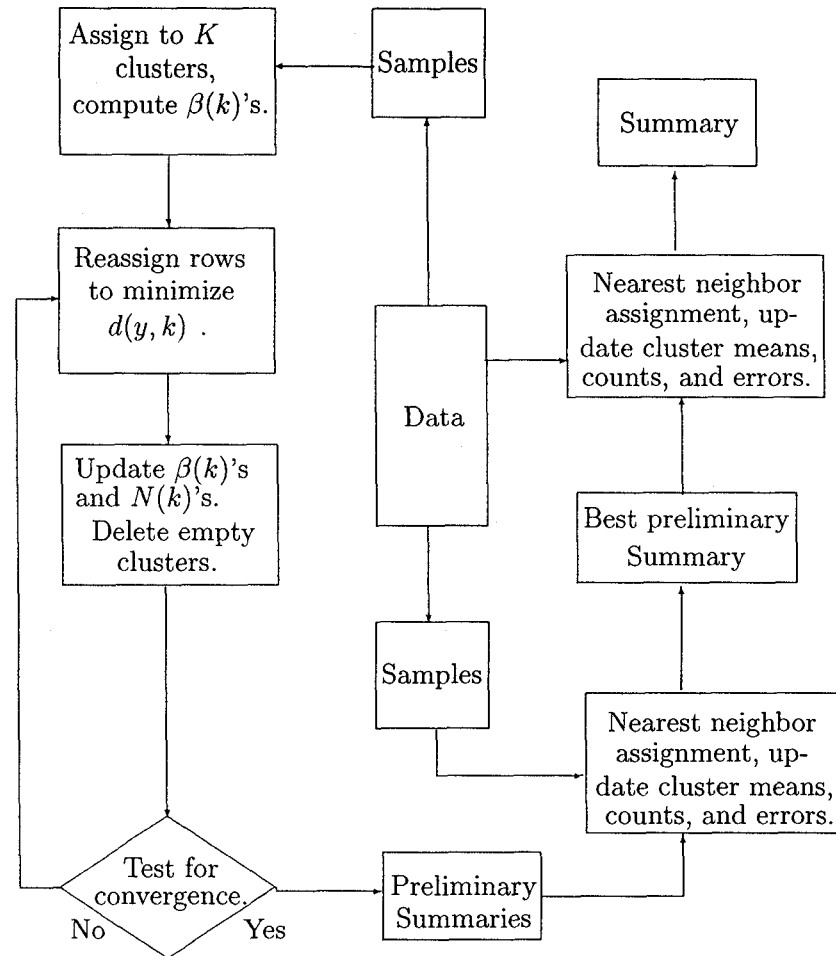 Assign to K
clusters,
compute β(k)'s.
Samples
Summary
Reassign rows
to minimize
d(y, k) .
Nearest neighbor
assignment, up-
date cluster means,
counts, and errors.
Data
Update β(k)'s
and N(k)'s.
Delete empty
clusters.
Best preliminary
Summary
Samples
Nearest neighbor
assignment, up-
date cluster means,
counts, and errors.
Test for
convergence.
No
Yes
Preliminary
Summaries